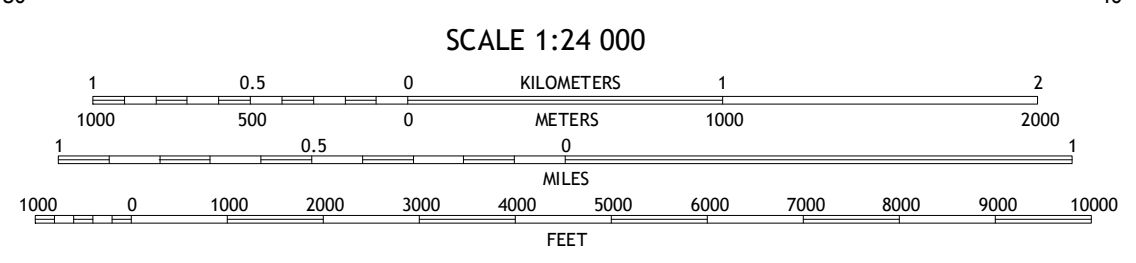 SCALE 1:24 000
1 0.5 0 KILOMETERS 1 2
1000 500 0 METERS 1000 2000
1 0.5 0 1
MILES
1000 0 1000 2000 3000 4000 5000 6000 7000 8000 9000 10000
FEET